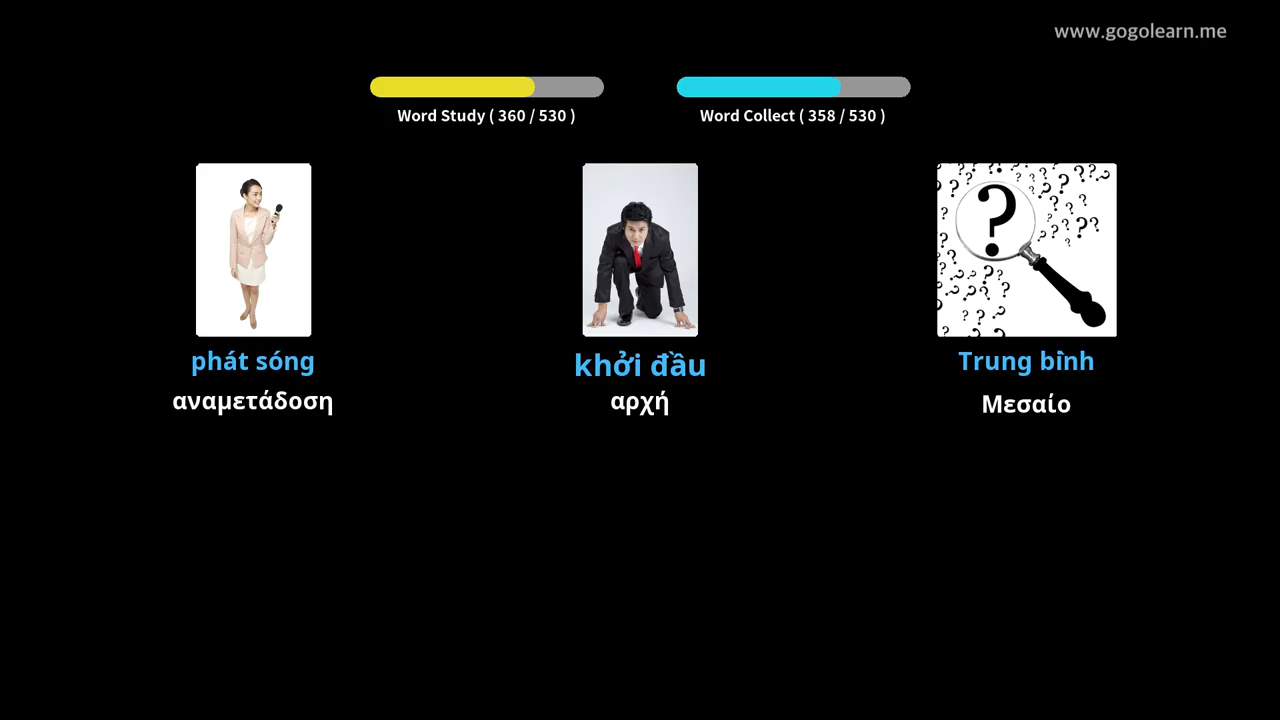 www.gogolearn.me
Word Study ( 360 / 530 )
Word Collect ( 358 / 530 )
phát sóng
khởi đầu
Trung bình
αναμετάδοση
αρχή
Μεσαίο